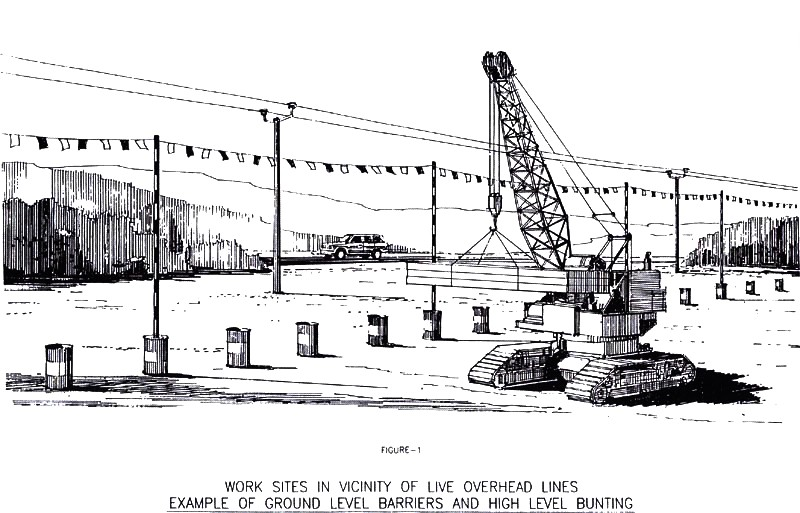 FIGURE-1
WORK SITES IN VICINITY OF LIVE OVERHEAD LINES
EXAMPLE OF GROUND LEVEL BARRIERS AND HIGH LEVEL BUNTING